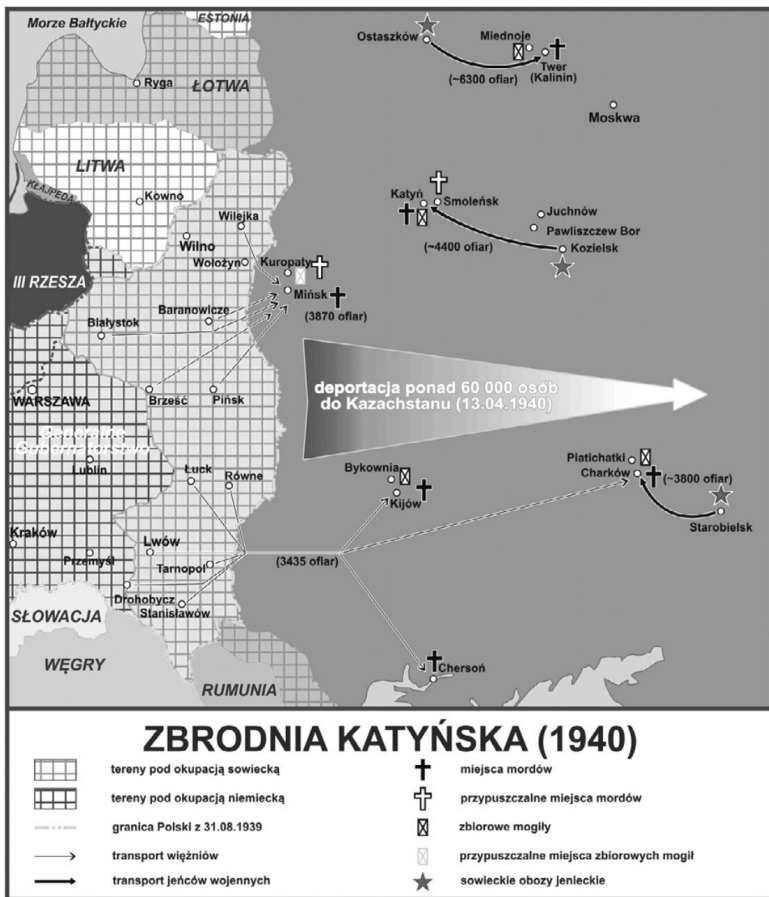 Morze Bałtyckie
ESTONIA
Ostaszków
Miednoje
Twer
(Kalinin)
(~6300 ofiar)
Ryga
ŁOTWA
Moskwa
LITWA
KŁAJPEDA
Kowno
Katyń
Smoleńsk
Juchnów
Pawliszczew Bor
(~4400 ofiar)
Kozielsk
Wilejka
Wilno
Wołożyn
Kuropaty
III RZESZA
Mińsk
(3870 ofiar)
Baranowicze
Białystok
deportacja ponad 60 000 osób
do Kazachstanu (13.04.1940)
WARSZAWA
Brześć
Pińsk
Generalne
Gubernatorstwo
Lublin
Łuck
Równe
Bykownia
Kijów
Piatichatki
Charków
(~3800 ofiar)
Starobielsk
Kraków
Przemyśl
Lwów
Tarnopol
(3435 ofiar)
Drohobycz
Stanisławów
SŁOWACJA
WĘGRY
RUMUNIA
Chersoń
ZBRODNIA KATYŃSKA (1940)
tereny pod okupacją sowiecką
tereny pod okupacją niemiecką
granica Polski z 31.08.1939
transport więźniów
transport jeńców wojennych
miejsca mordów
przypuszczalne miejsca mordów
zbiorowe mogiły
przypuszczalne miejsca zbiorowych mogił
sowieckie obozy jenieckie